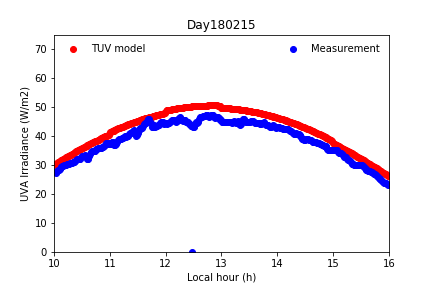 Day180215
TUV model
Measurement
UVA Irradiance (W/m2)
70
60
50
40
30
20
10
0
10 11 12 13 14 15 16
Local hour (h)